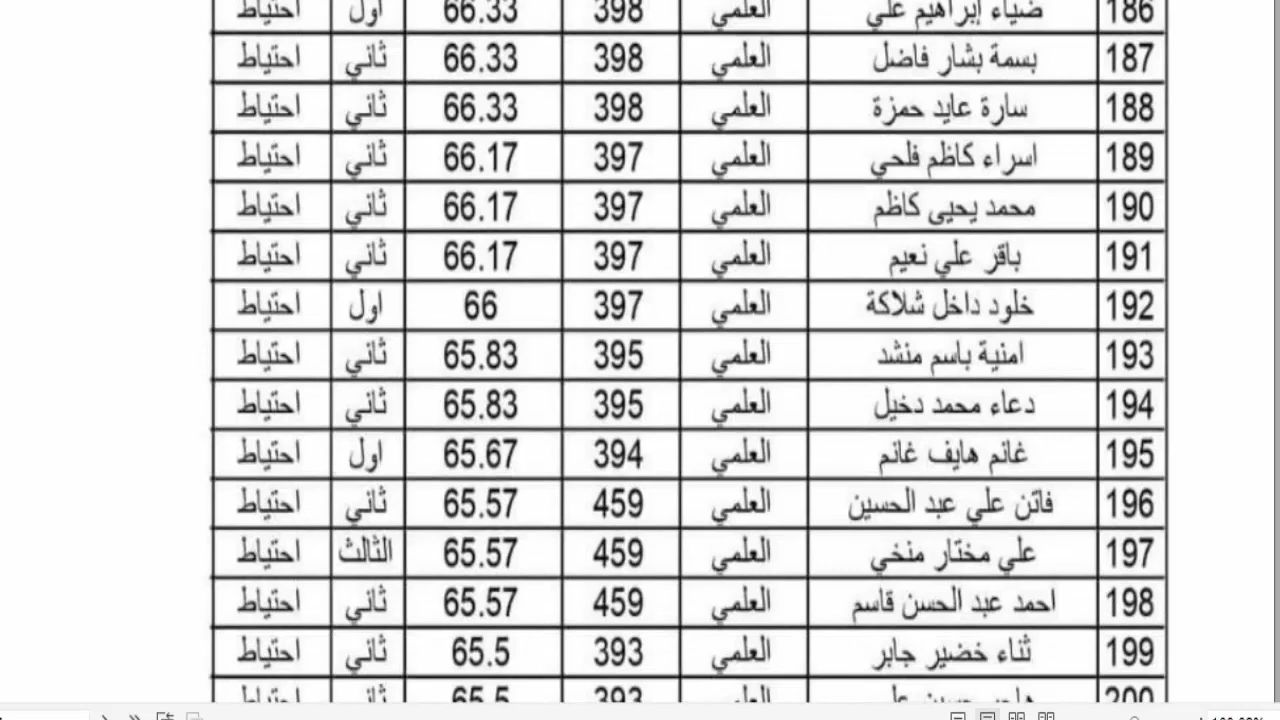 186 ضياء إبراهيم علي العلمي 398 66.33 اول احتياط
187 بسمة بشار فاضل العلمي 398 66.33 ثاني احتياط
188 سارة عايد حمزة العلمي 398 66.33 ثاني احتياط
189 اسراء كاظم فلحي العلمي 397 66.17 ثاني احتياط
190 محمد يحيى كاظم العلمي 397 66.17 ثاني احتياط
191 باقر علي نعيم العلمي 397 66.17 ثاني احتياط
192 خلود داخل شلاكة العلمي 397 66 اول احتياط
193 امنية باسم منشد العلمي 395 65.83 ثاني احتياط
194 دعاء محمد دخيل العلمي 395 65.83 ثاني احتياط
195 غانم هايف غانم العلمي 394 65.67 اول احتياط
196 فاتن علي عبد الحسين العلمي 459 65.57 ثاني احتياط
197 علي مختار منخي العلمي 459 65.57 الثالث احتياط
198 احمد عبد الحسن قاسم العلمي 459 65.57 ثاني احتياط
199 ثناء خضير جابر العلمي 393 65.5 ثاني احتياط
200 العلمي 393 65.5 ثاني احتياط